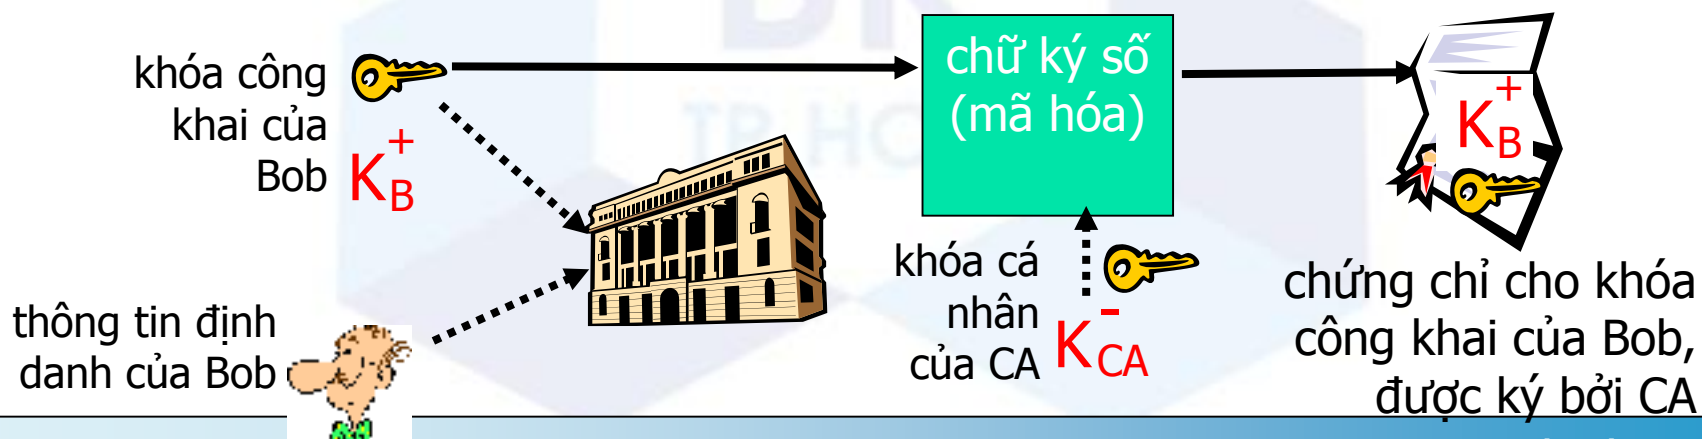 khóa công
khai của
Bob
K B +
chữ ký số
(mã hóa)
K B +
khóa cá
nhân
của CA
K CA -
chứng chỉ cho khóa
công khai của Bob,
được ký bởi CA
thông tin định
danh của Bob